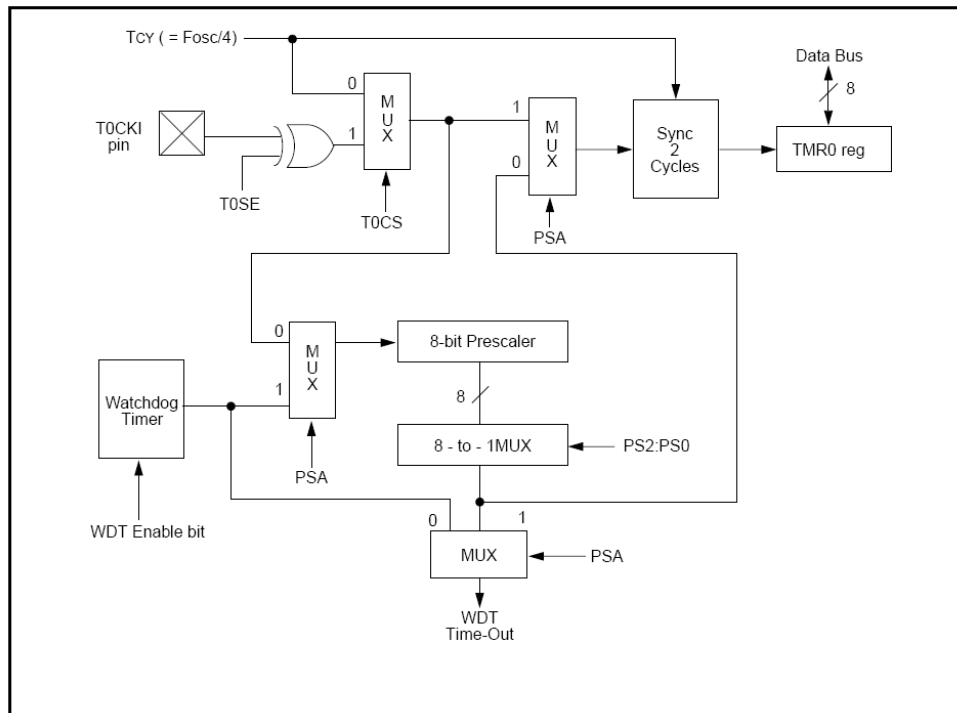 TCY ( = Fosc/4)
Data Bus
8
0
M
U
X
T0CKI
pin
1
1
M
U
X
0
Sync
2
Cycles
TMR0 reg
T0SE
T0CS
PSA
0
M
U
X
1
8-bit Prescaler
Watchdog
Timer
8
8 - to - 1MUX
PS2:PS0
PSA
WDT Enable bit
0
1
MUX
PSA
WDT
Time-Out